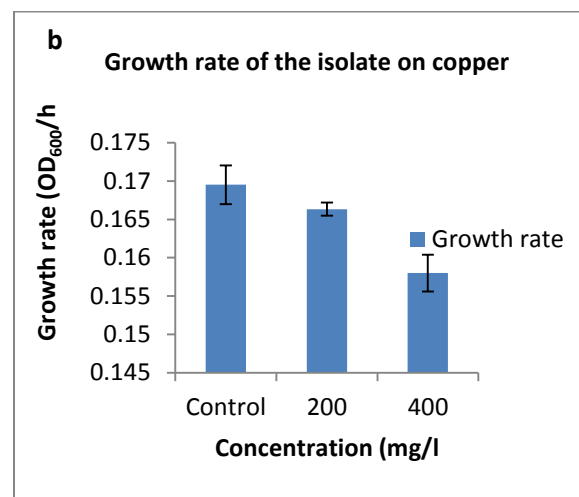 b
Growth rate of the isolate on copper
Growth rate (OD600/h
0.175
0.17
0.165
0.16
0.155
0.15
0.145
Growth rate
Control 200 400
Concentration (mg/l